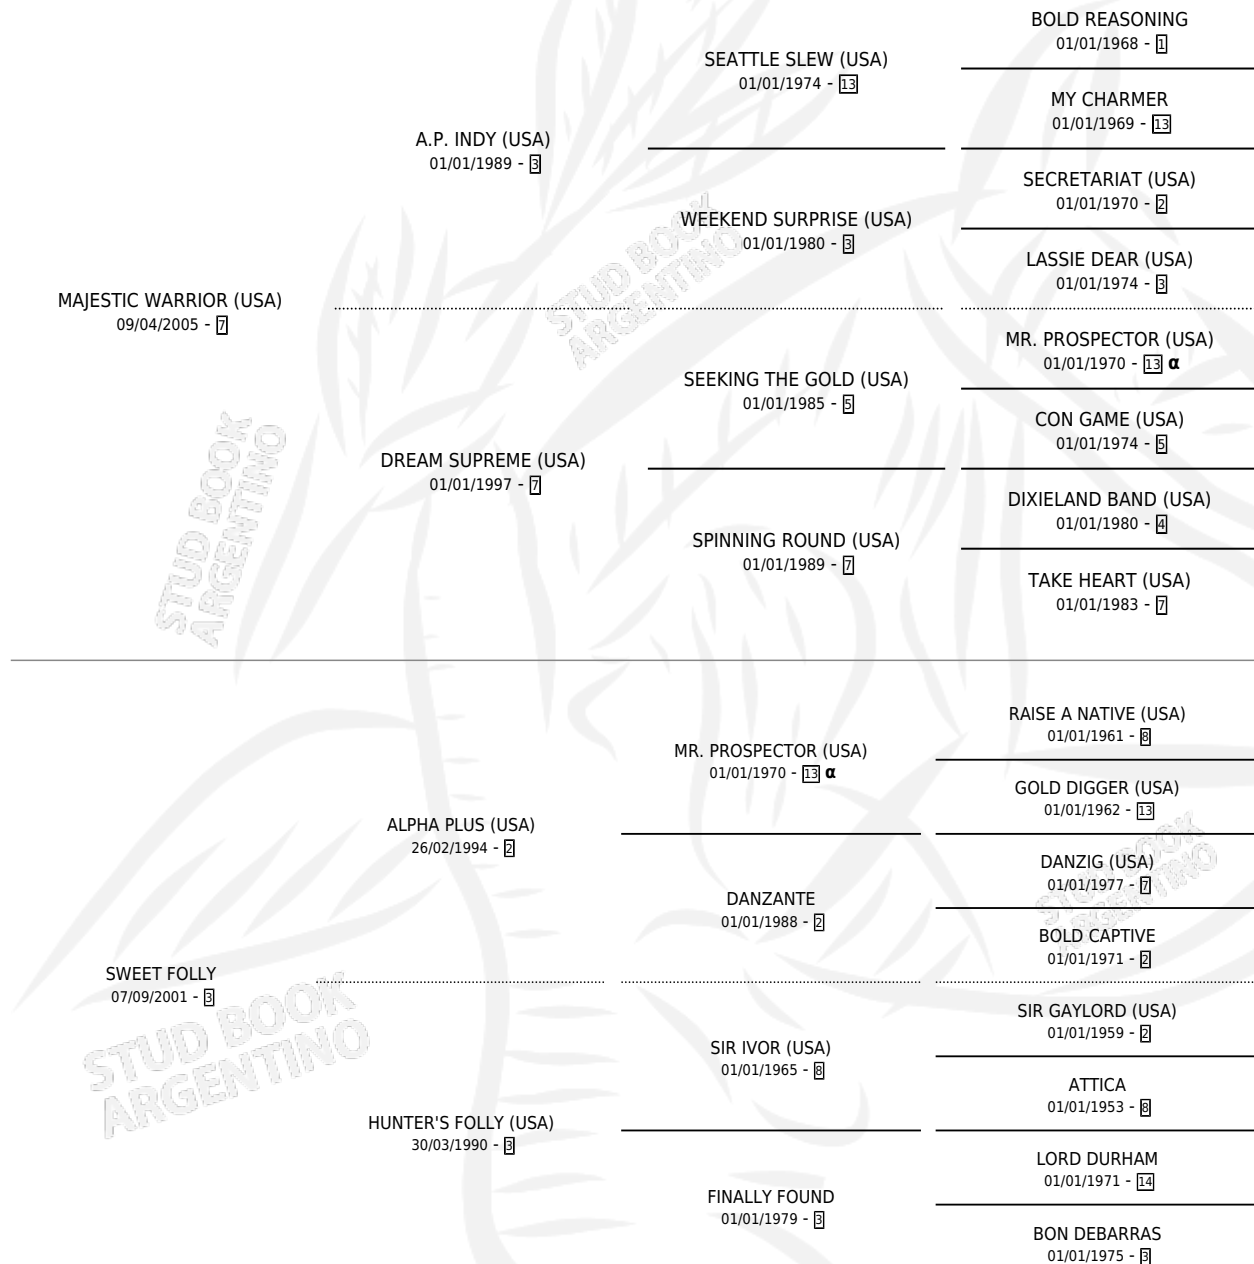 BOLD REASONING
01/01/1968 - 1
SEATTLE SLEW (USA)
01/01/1974 - 13
MY CHARMER
01/01/1969 - 13
A.P. INDY (USA)
01/01/1989 - 3
SECRETARIAT (USA)
01/01/1970 - 2
WEEKEND SURPRISE (USA)
01/01/1980 - 3
LASSIE DEAR (USA)
01/01/1974 - 3
MAJESTIC WARRIOR (USA)
09/04/2005 - 7
MR. PROSPECTOR (USA)
01/01/1970 - 13 α
SEEKING THE GOLD (USA)
01/01/1985 - 5
CON GAME (USA)
01/01/1974 - 5
DREAM SUPREME (USA)
01/01/1997 - 7
DIXIELAND BAND (USA)
01/01/1980 - 4
SPINNING ROUND (USA)
01/01/1989 - 7
TAKE HEART (USA)
01/01/1983 - 7
RAISE A NATIVE (USA)
01/01/1961 - 8
MR. PROSPECTOR (USA)
01/01/1970 - 13 α
GOLD DIGGER (USA)
01/01/1962 - 13
ALPHA PLUS (USA)
26/02/1994 - 2
DANZIG (USA)
01/01/1977 - 7
DANZANTE
01/01/1988 - 2
BOLD CAPTIVE
01/01/1971 - 2
SWEET FOLLY
07/09/2001 - 3
SIR GAYLORD (USA)
01/01/1959 - 2
SIR IVOR (USA)
01/01/1965 - 8
ATTICA
01/01/1953 - 8
HUNTER'S FOLLY (USA)
30/03/1990 - 3
LORD DURHAM
01/01/1971 - 14
FINALLY FOUND
01/01/1979 - 3
BON DEBARRAS
01/01/1975 - 3
STUD BOOK
ARGENTINO
STUD BOOK
ARGENTINO
STUD BOOK
ARGENTINO
STUD BOOK
ARGENTINO